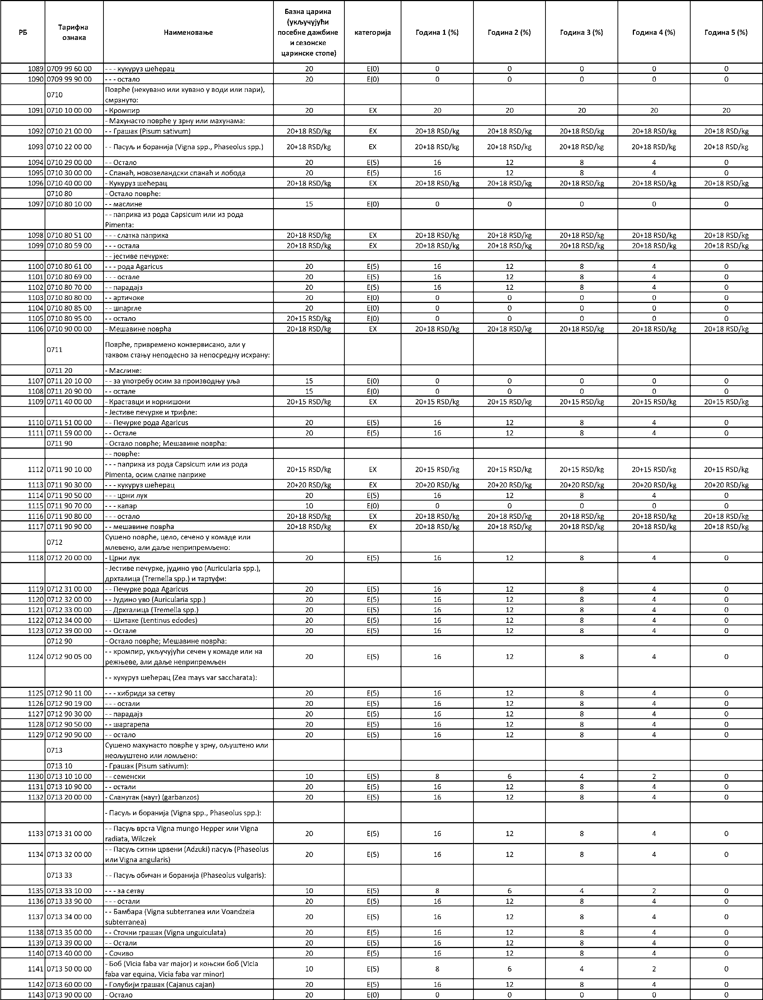 РБ Тарифна ознака Наименовање Базна царина (укључујући посебне дажбине и сезонске царинске стопе) категорија Година 1 (%) Година 2 (%) Година 3 (%) Година 4 (%) Година 5 (%)
1089 0709 99 60 00 - - - кукуруз шећерац 20 E(0) 0 0 0 0 0
1090 0709 99 90 00 - - - остало 20 E(0) 0 0 0 0 0
0710 Поврће (некувано или кувано у води или пари), смрзнуто:
1091 0710 10 00 00 - Кромпир 20 EX 20 20 20 20 20
- Махунасто поврће у зрну или махунама:
1092 0710 21 00 00 - - Грашак (Pisum sativum) 20+18 RSD/kg EX 20+18 RSD/kg 20+18 RSD/kg 20+18 RSD/kg 20+18 RSD/kg 20+18 RSD/kg
1093 0710 22 00 00 - - Пасуљ и боранија (Vigna spp., Phaseolus spp.) 20+18 RSD/kg EX 20+18 RSD/kg 20+18 RSD/kg 20+18 RSD/kg 20+18 RSD/kg 20+18 RSD/kg
1094 0710 29 00 00 - - Остало 20 E(5) 16 12 8 4 0
1095 0710 30 00 00 - Спанаћ, новозеландски спанаћ и лобода 20 E(5) 16 12 8 4 0
1096 0710 40 00 00 - Кукуруз шећерац 20+18 RSD/kg EX 20+18 RSD/kg 20+18 RSD/kg 20+18 RSD/kg 20+18 RSD/kg 20+18 RSD/kg
0710 80 - Остало поврће:
1097 0710 80 10 00 - - маслине 15 E(0) 0 0 0 0 0
- - паприка из рода Capsicum или из рода Pimenta:
1098 0710 80 51 00 - - - слатка паприка 20+18 RSD/kg EX 20+18 RSD/kg 20+18 RSD/kg 20+18 RSD/kg 20+18 RSD/kg 20+18 RSD/kg
1099 0710 80 59 00 - - - остала 20+18 RSD/kg EX 20+18 RSD/kg 20+18 RSD/kg 20+18 RSD/kg 20+18 RSD/kg 20+18 RSD/kg
- - јестиве печурке:
1100 0710 80 61 00 - - - рода Agaricus 20 E(5) 16 12 8 4 0
1101 0710 80 69 00 - - - остале 20 E(5) 16 12 8 4 0
1102 0710 80 70 00 - - парадајз 20 E(5) 16 12 8 4 0
1103 0710 80 80 00 - - артичоке 20 E(0) 0 0 0 0 0
1104 0710 80 85 00 - - шпаргле 20 E(0) 0 0 0 0 0
1105 0710 80 95 00 - - остало 20+15 RSD/kg E(0) 0 0 0 0 0
1106 0710 90 00 00 - Мешавине поврћа 20+18 RSD/kg EX 20+18 RSD/kg 20+18 RSD/kg 20+18 RSD/kg 20+18 RSD/kg 20+18 RSD/kg
0711 Поврће, привремено конзервисано, али у таквом стању неподесно за непосредну исхрану:
0711 20 - Маслине:
1107 0711 20 10 00 - - за употребу осим за производњу уља 15 E(0) 0 0 0 0 0
1108 0711 20 90 00 - - остале 15 E(0) 0 0 0 0 0
1109 0711 40 00 00 - Краставци и корнишони 20+15 RSD/kg EX 20+15 RSD/kg 20+15 RSD/kg 20+15 RSD/kg 20+15 RSD/kg 20+15 RSD/kg
- Јестиве печурке и трифле:
1110 0711 51 00 00 - - Печурке рода Agaricus 20 E(5) 16 12 8 4 0
1111 0711 59 00 00 - - Остале 20 E(5) 16 12 8 4 0
0711 90 - Остало поврће; Мешавине поврћа:
- - поврће:
1112 0711 90 10 00 - - - паприка из рода Capsicum или из рода Pimenta, осим слатке паприке 20+15 RSD/kg EX 20+15 RSD/kg 20+15 RSD/kg 20+15 RSD/kg 20+15 RSD/kg 20+15 RSD/kg
1113 0711 90 30 00 - - - кукуруз шећерац 20+20 RSD/kg EX 20+20 RSD/kg 20+20 RSD/kg 20+20 RSD/kg 20+20 RSD/kg 20+20 RSD/kg
1114 0711 90 50 00 - - - црни лук 20 E(5) 16 12 8 4 0
1115 0711 90 70 00 - - - капар 10 E(0) 0 0 0 0 0
1116 0711 90 80 00 - - - остало 20+18 RSD/kg EX 20+18 RSD/kg 20+18 RSD/kg 20+18 RSD/kg 20+18 RSD/kg 20+18 RSD/kg
1117 0711 90 90 00 - - мешавине поврћа 20+18 RSD/kg EX 20+18 RSD/kg 20+18 RSD/kg 20+18 RSD/kg 20+18 RSD/kg 20+18 RSD/kg
0712 Сушено поврће, цело, сечено у комаде или млевено, али даље неприпремљено:
1118 0712 20 00 00 - Црни лук 20 E(5) 16 12 8 4 0
- Јестиве печурке, јудино уво (Auricularia spp.), дрхталица (Tremella spp.) и тартуфи:
1119 0712 31 00 00 - - Печурке рода Agaricus 20 E(5) 16 12 8 4 0
1120 0712 32 00 00 - - Јудино уво (Auricularia spp.) 20 E(5) 16 12 8 4 0
1121 0712 33 00 00 - - Дрхталица (Tremella spp.) 20 E(5) 16 12 8 4 0
1122 0712 34 00 00 - - Шитаке (Lentinus edodes) 20 E(5) 16 12 8 4 0
1123 0712 39 00 00 - - Остале 20 E(5) 16 12 8 4 0
0712 90 - Остало поврће; Мешавине поврћа:
1124 0712 90 05 00 - - кромпир, укључујући сечен у комаде или на режњеве, али даље неприпремљен 20 E(5) 16 12 8 4 0
- - кукуруз шећерац (Zea mays var saccharata):
1125 0712 90 11 00 - - - хибриди за сетву 20 E(5) 16 12 8 4 0
1126 0712 90 19 00 - - - остали 20 E(5) 16 12 8 4 0
1127 0712 90 30 00 - - парадајз 20 E(5) 16 12 8 4 0
1128 0712 90 50 00 - - шаргарепа 20 E(5) 16 12 8 4 0
1129 0712 90 90 00 - - остало 20 E(5) 16 12 8 4 0
0713 Сушено махунасто поврће у зрну, ољуштено или неољуштено или ломљено:
0713 10 - Грашак (Pisum sativum):
1130 0713 10 10 00 - - семенски 10 E(5) 8 6 4 2 0
1131 0713 10 90 00 - - остали 20 E(5) 16 12 8 4 0
1132 0713 20 00 00 - Сланутак (наут) (garbanzos) 20 E(5) 16 12 8 4 0
- Пасуљ и боранија (Vigna spp., Phaseolus spp.):
1133 0713 31 00 00 - - Пасуљ врста Vigna mungo Hepper или Vigna radiata, Wilczek 20 E(5) 16 12 8 4 0
1134 0713 32 00 00 - - Пасуљ ситни црвени (Adzuki) пасуљ (Phaseolus или Vigna angularis) 20 E(5) 16 12 8 4 0
0713 33 - - Пасуљ обичан и боранија (Phaseolus vulgaris):
1135 0713 33 10 00 - - - за сетву 10 E(5) 8 6 4 2 0
1136 0713 33 90 00 - - - остали 20 E(5) 16 12 8 4 0
1137 0713 34 00 00 - - Бамбара (Vigna subterranea или Voandzeia subterranea) 20 E(5) 16 12 8 4 0
1138 0713 35 00 00 - - Сточни грашак (Vigna unguiculata) 20 E(5) 16 12 8 4 0
1139 0713 39 00 00 - - Остали 20 E(5) 16 12 8 4 0
1140 0713 40 00 00 - Сочиво 20 E(5) 16 12 8 4 0
1141 0713 50 00 00 - Боб (Vicia faba var major) и коњски боб (Vicia faba var equina, Vicia faba var minor) 10 E(5) 8 6 4 2 0
1142 0713 60 00 00 - Голубији грашак (Cajanus cajan) 20 E(5) 16 12 8 4 0
1143 0713 90 00 00 - Остало 20 E(0) 0 0 0 0 0